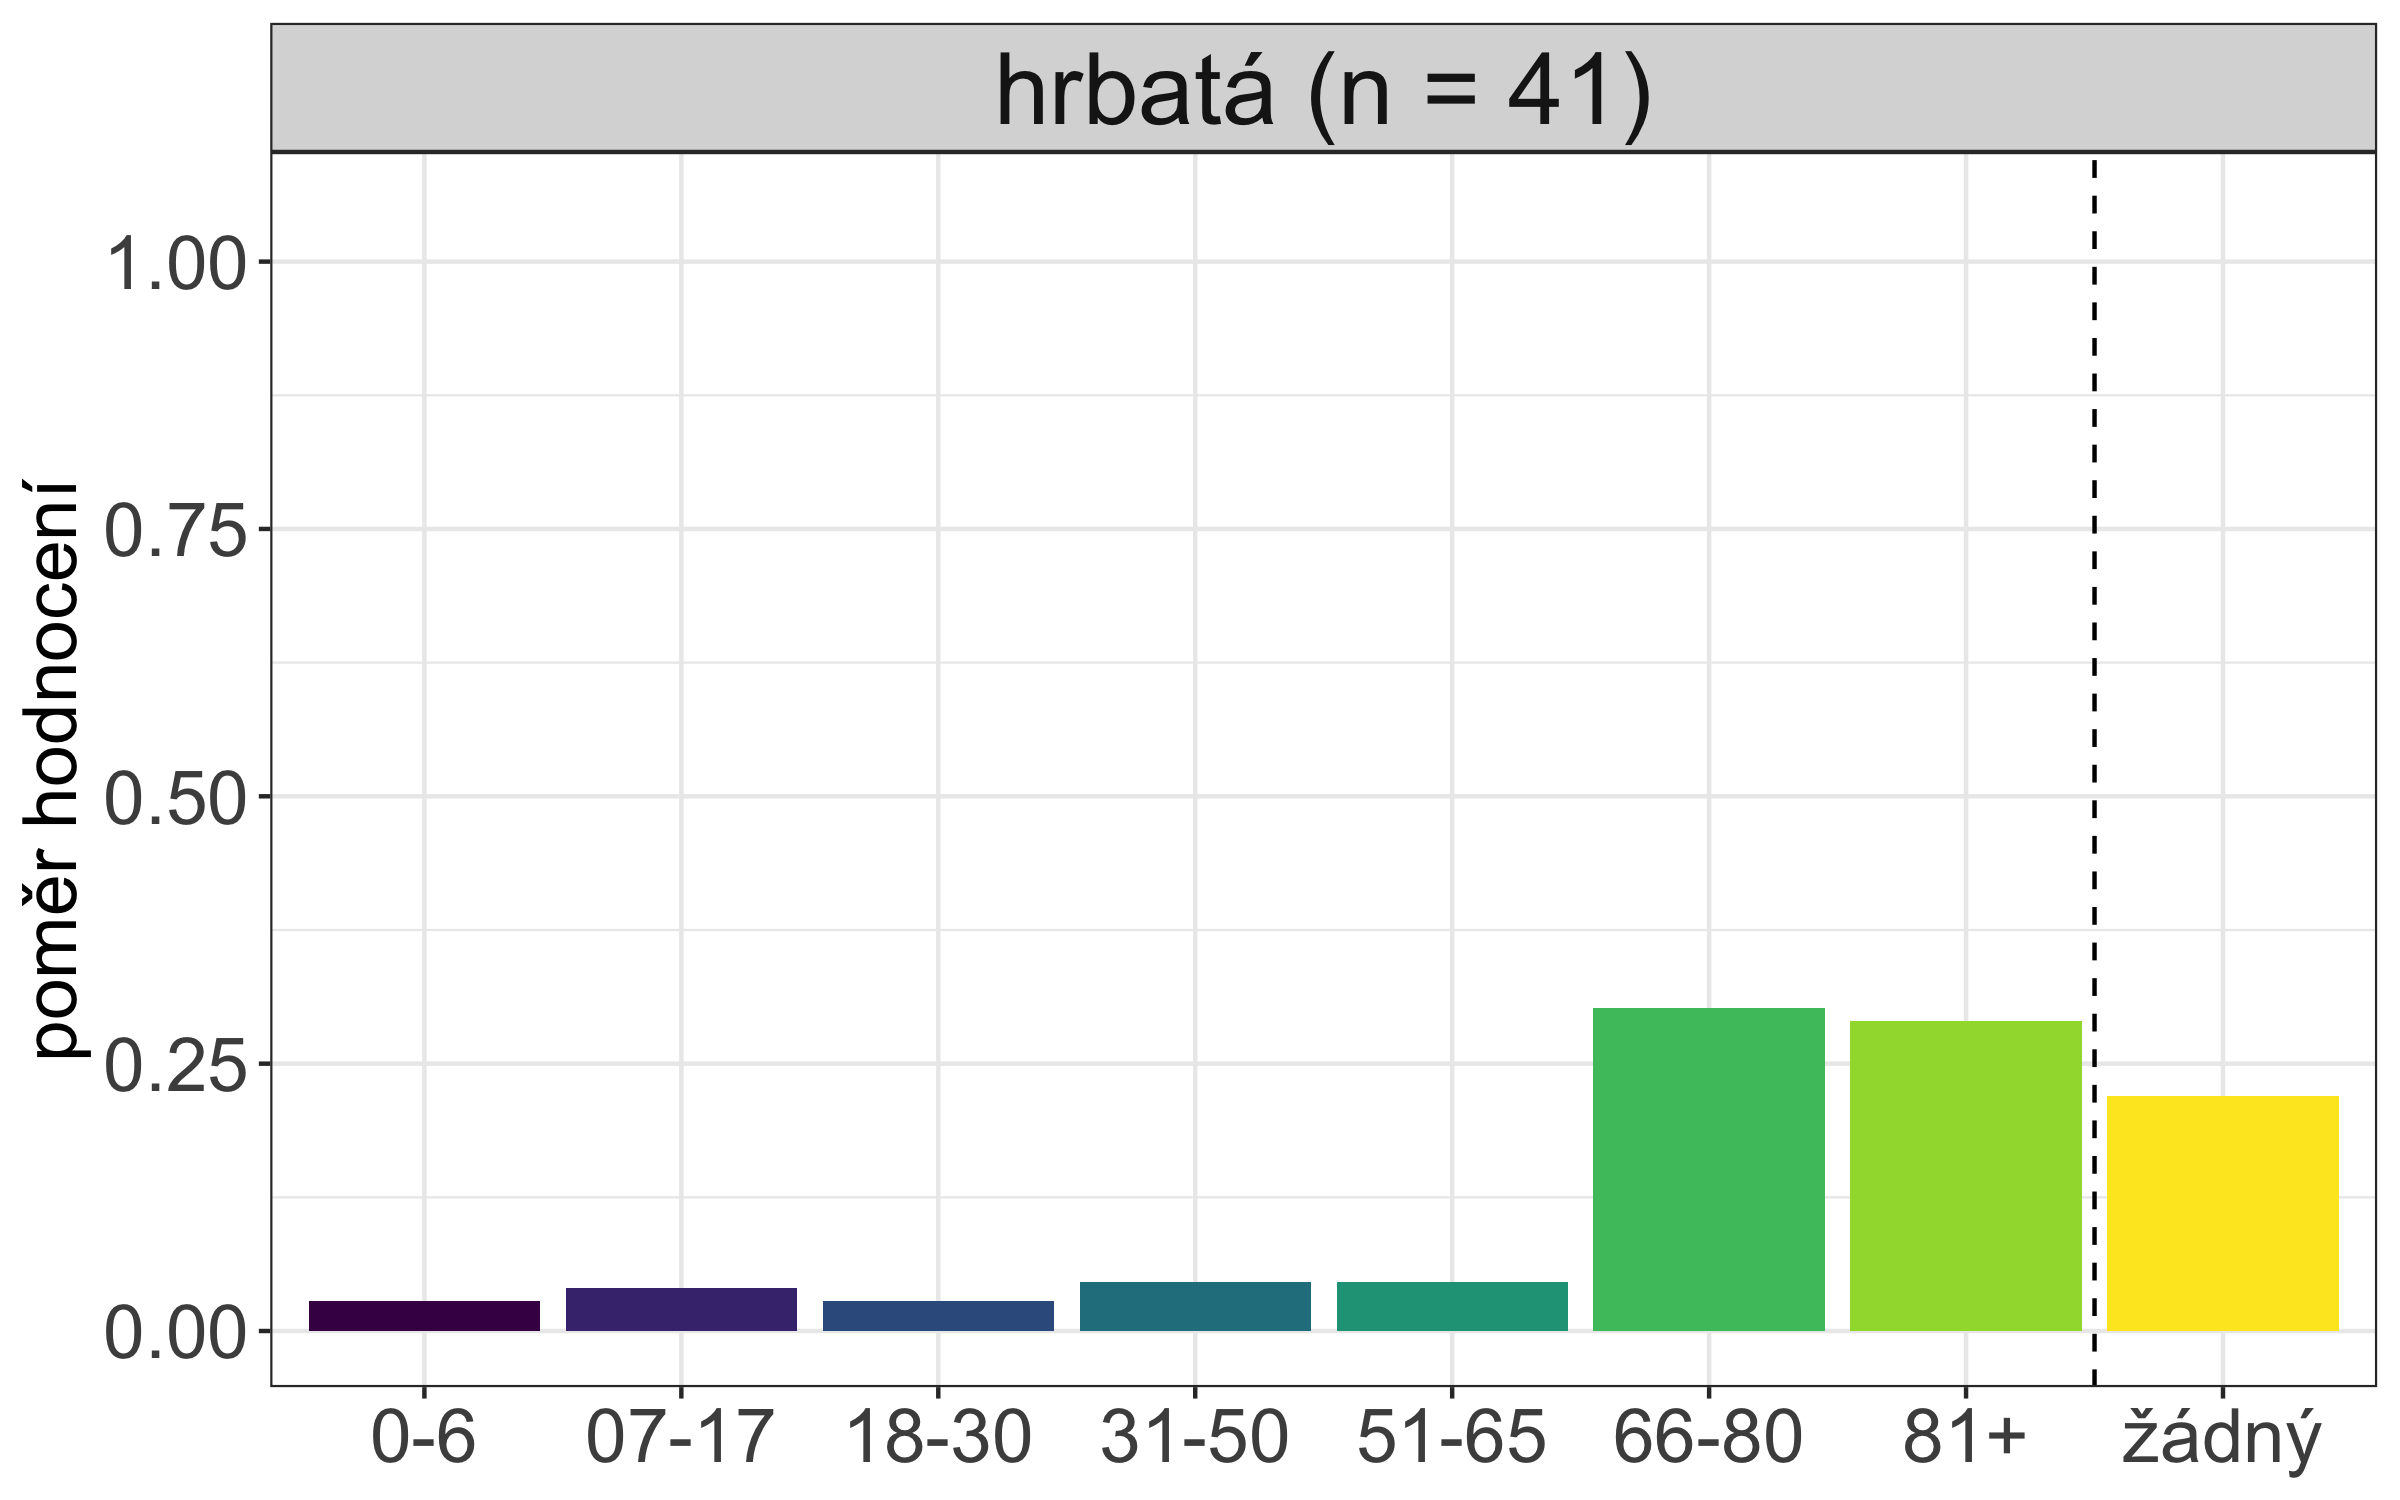 hrbatá (n = 41)
poměr hodnocení
1.00
0.75
0.50
0.25
0.00
0-6 07-17 18-30 31-50 51-65 66-80 81+ žádný